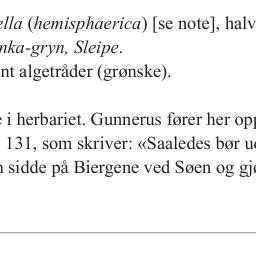 ella (hemisphaerica) [se note], halv
nka-gryn, Sleipe.
nt algetråder (grønske).
i herbariet. Gunnerus fører her opp
131, som skriver: «Saaledes bør u
sidde på Biergene ved Søen og gjø